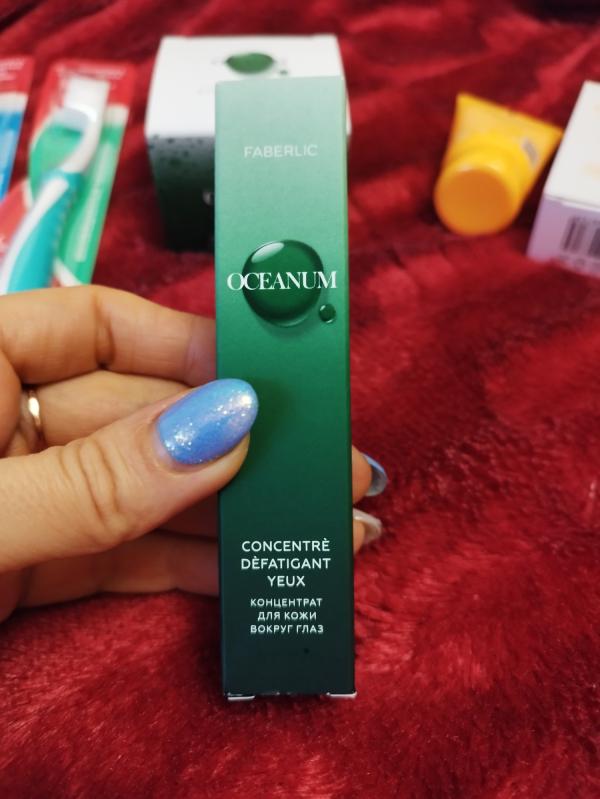 FABERLIC
OCEANUM
CONCENTRÈ
DÈFATIGANT
YEUX
КОНЦЕНТРАТ
ДЛЯ КОЖИ
ВОКРУГ ГЛАЗ